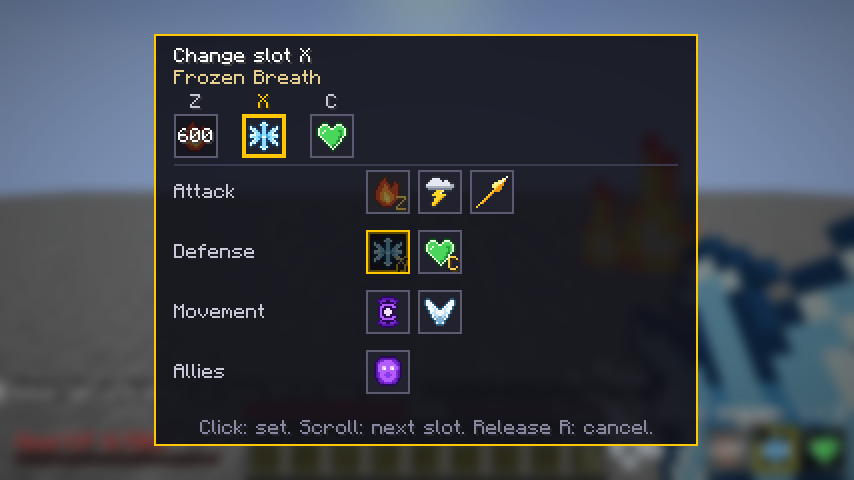 Change slot X
Frozen Breath
Z X C
600
Attack
Z
Defense
C
Movement
Allies
Click: set. Scroll: next slot. Release R: cancel.